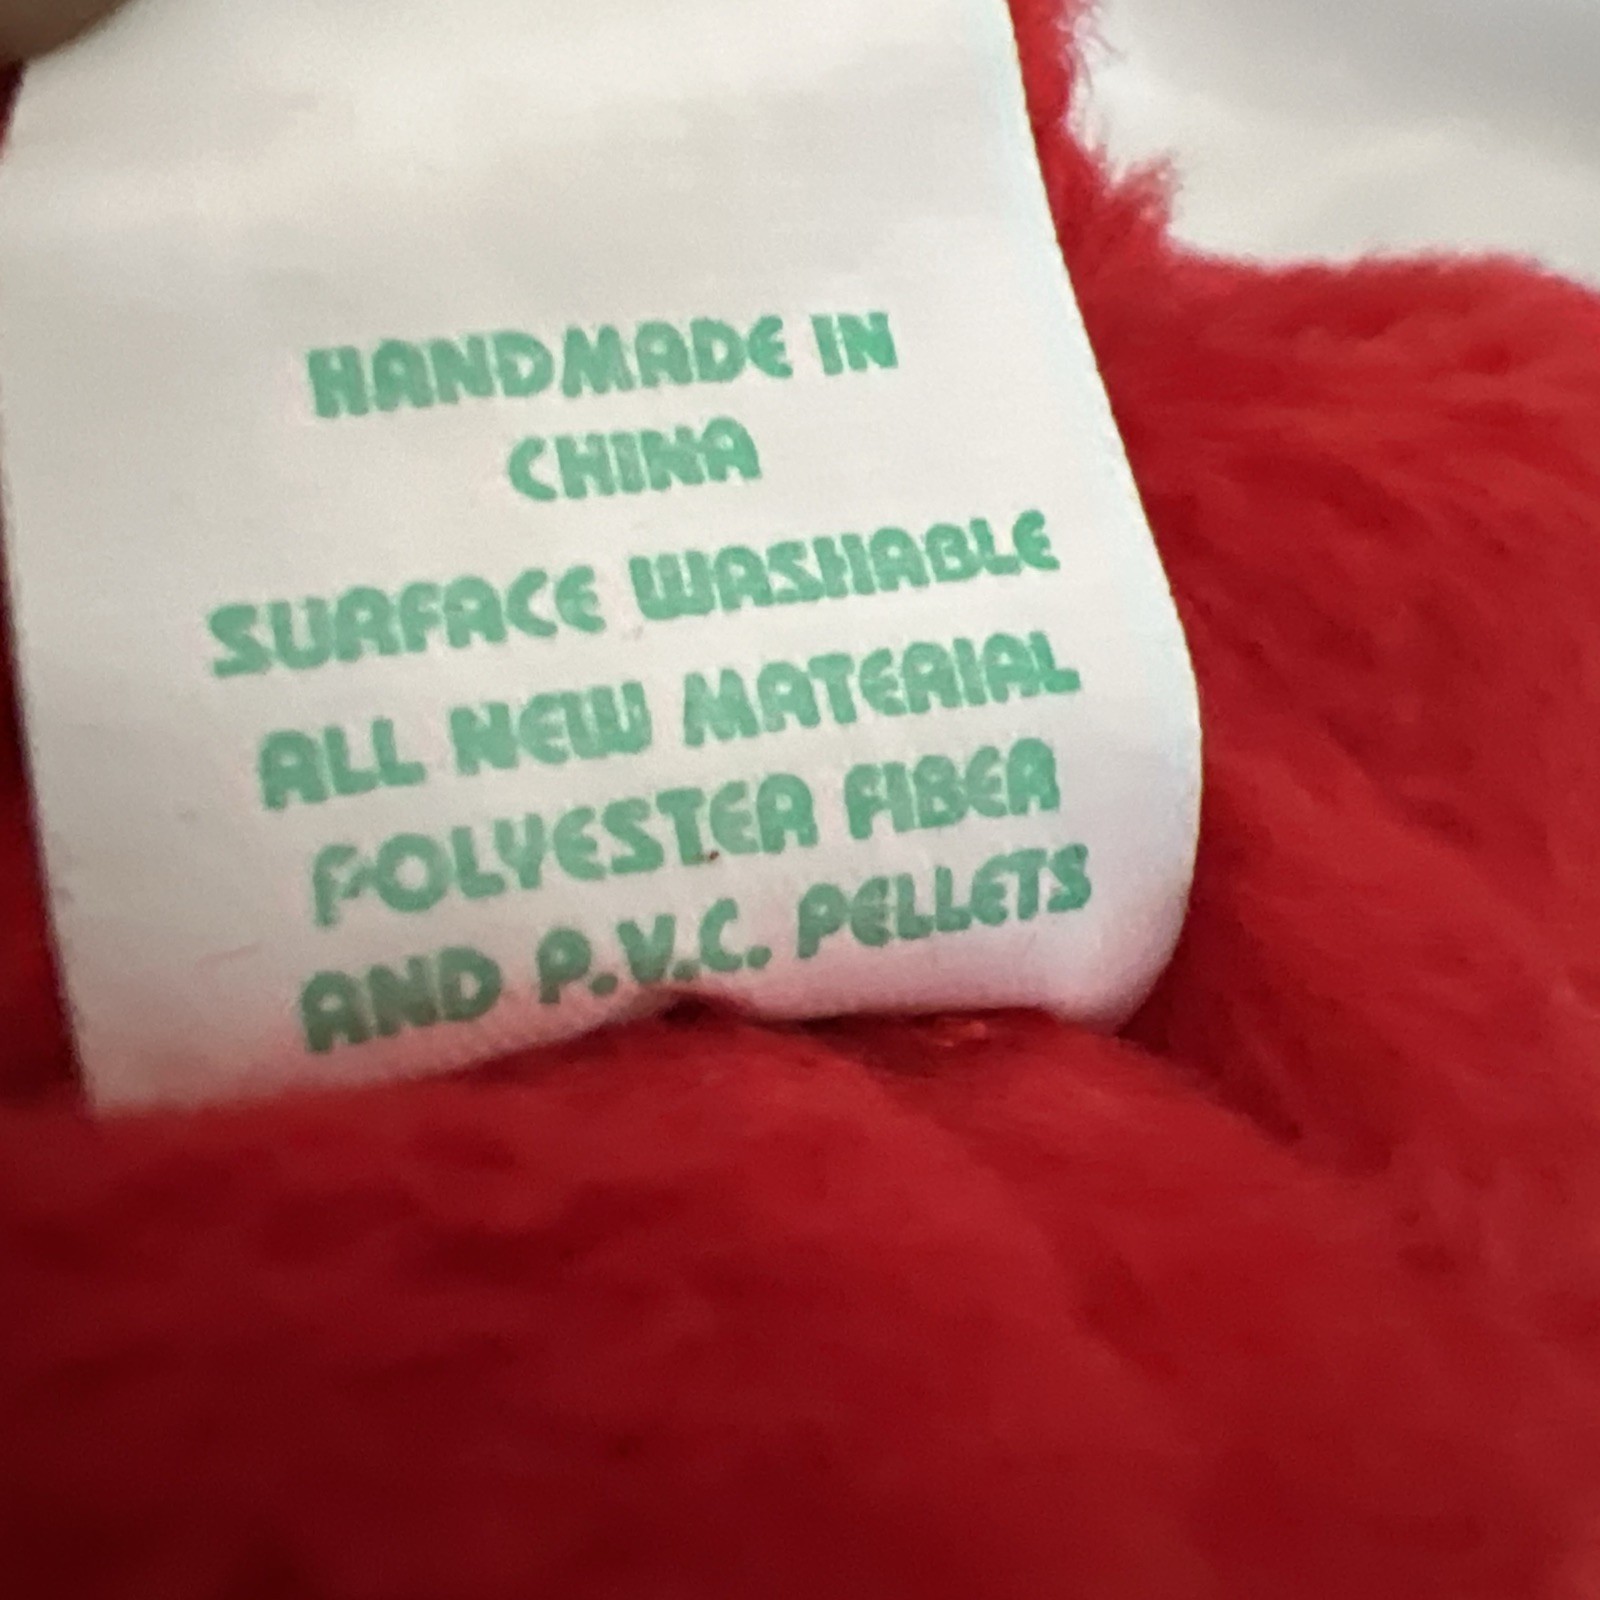 HANDMADE IN
CHINA
SURFACE WASHABLE
ALL NEW MATERIAL
POLYESTER FIBER
AND P.V.C. PELLETS